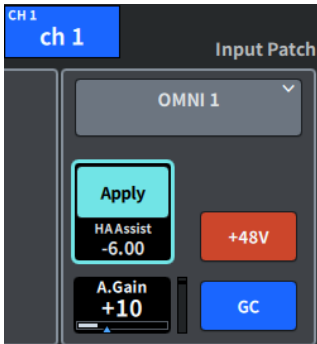 CH 1
ch 1
Input Patch
OMNI 1
Apply
HA Assist
-6.00
+48V
A.Gain
+10
GC